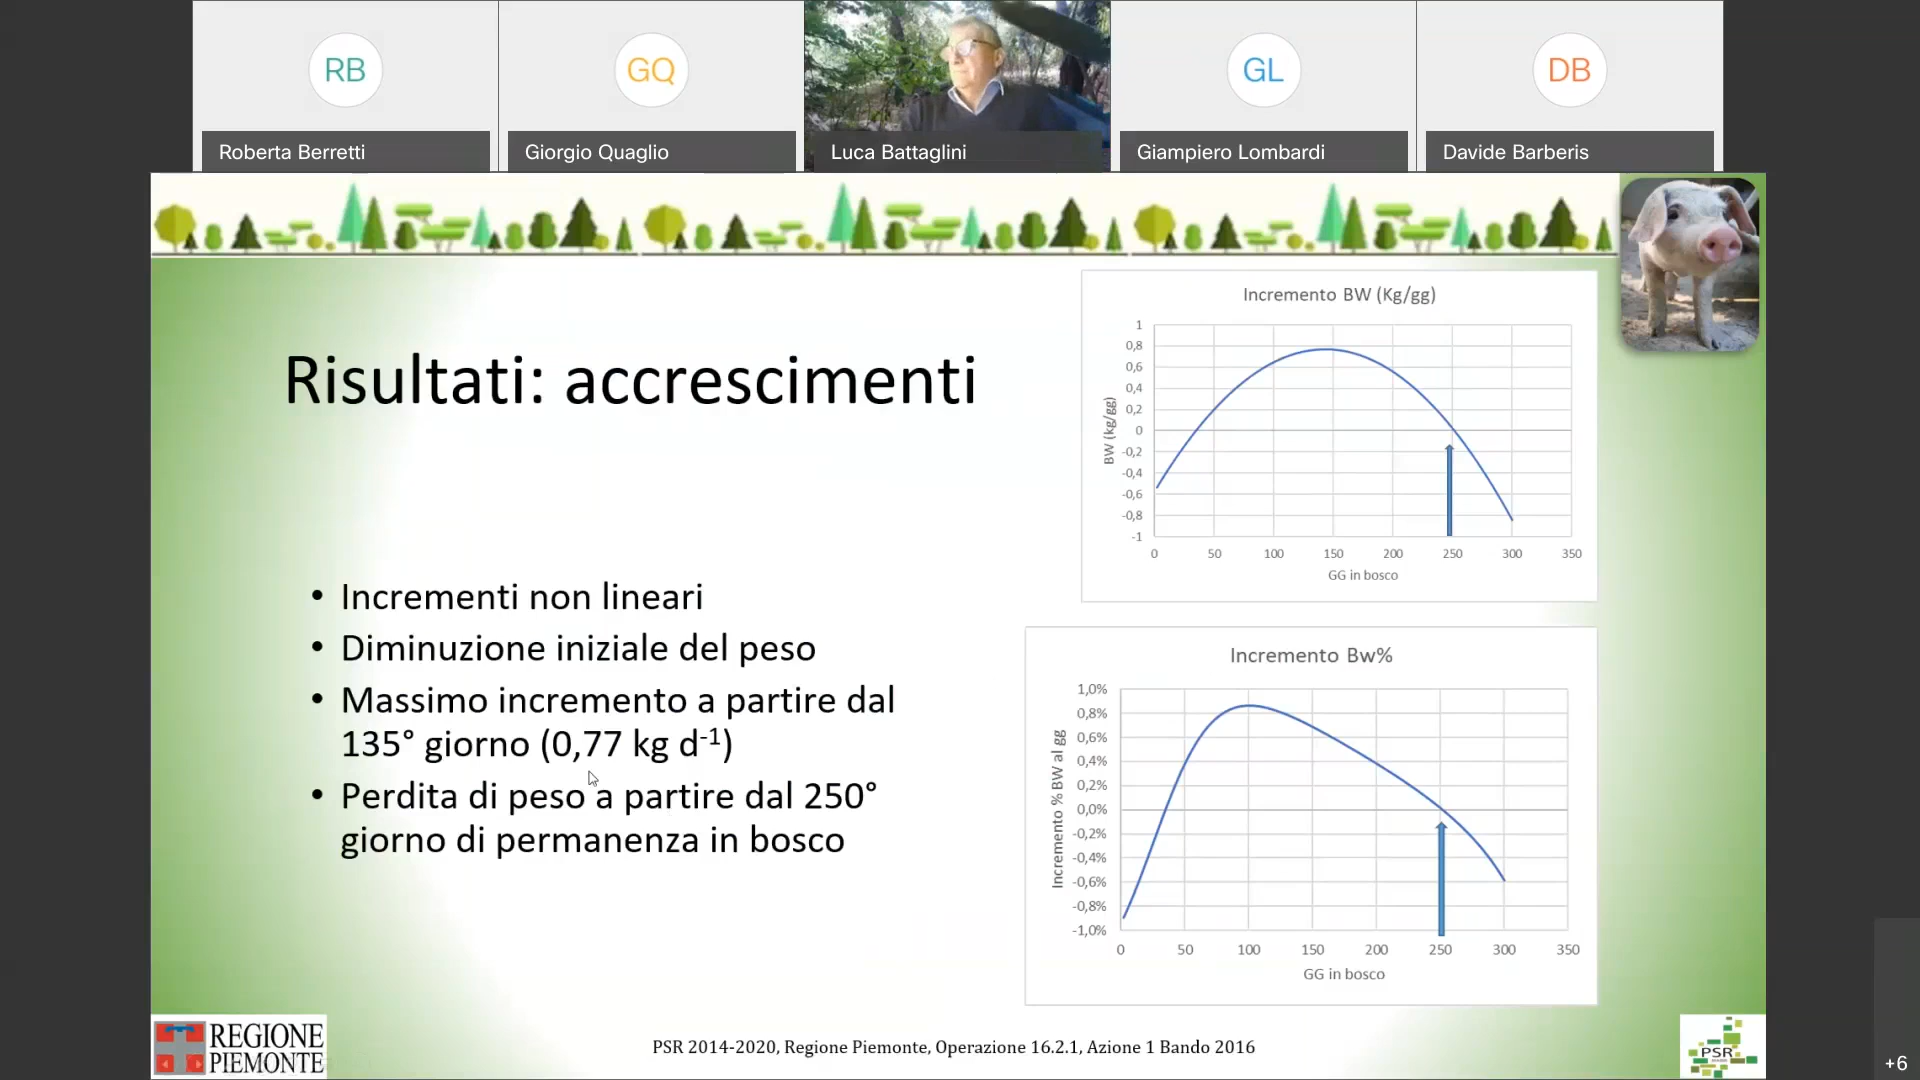 RB
GQ
GL
DB
Roberta Berretti
Giorgio Quaglio
Luca Battaglini
Giampiero Lombardi
Davide Barberis
Risultati: accrescimenti
• Incrementi non lineari
• Diminuzione iniziale del peso
• Massimo incremento a partire dal
135° giorno (0,77 kg d-1)
• Perdita di peso a partire dal 250°
giorno di permanenza in bosco
Incremento BW (Kg/gg)
BW (kg/gg)
1
0,8
0,6
0,4
0,2
0
-0,2
-0,4
-0,6
-0,8
-1
0 50 100 150 200 250 300 350
GG in bosco
Incremento Bw%
Incremento % BW al gg
1,0%
0,8%
0,6%
0,4%
0,2%
0,0%
-0,2%
-0,4%
-0,6%
-0,8%
-1,0%
0 50 100 150 200 250 300 350
GG in bosco
REGIONE
PIEMONTE
PSR 2014-2020, Regione Piemonte, Operazione 16.2.1, Azione 1 Bando 2016
PSR
+6